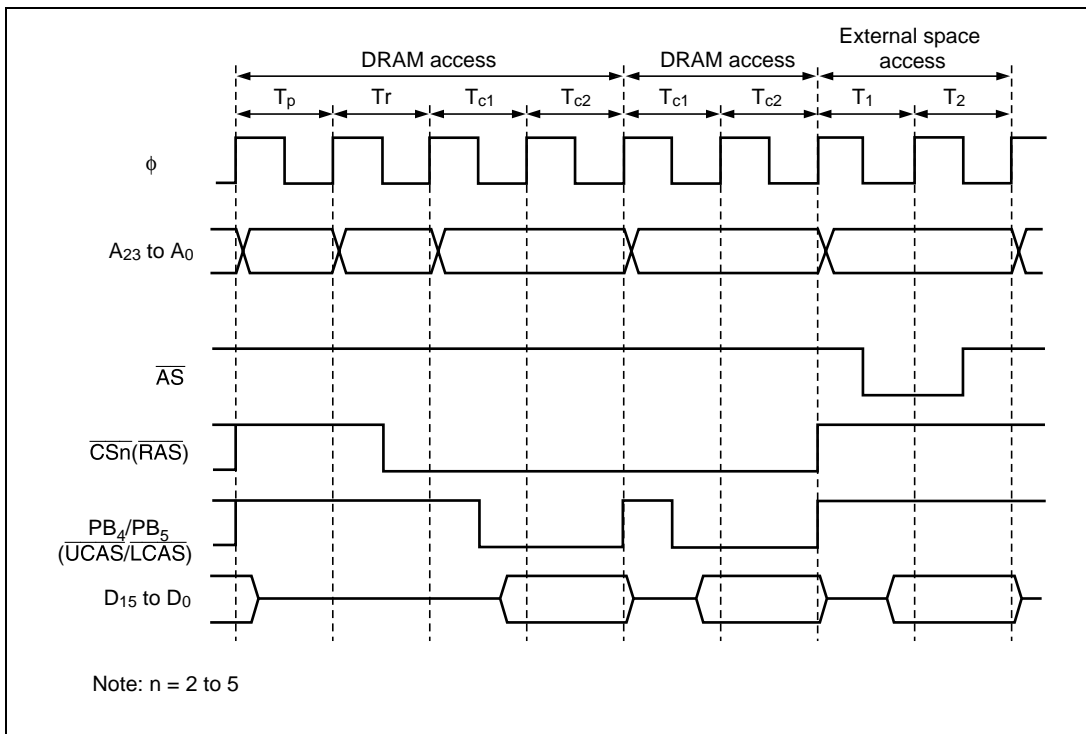 External space
access
DRAM access
DRAM access
Tp
Tr
Tc1
Tc2
Tc1
Tc2
T1
T2
ϕ
A23 to A0
AS
CSn(RAS)
PB4/PB5
(UCAS/LCAS)
D15 to D0
Note: n = 2 to 5